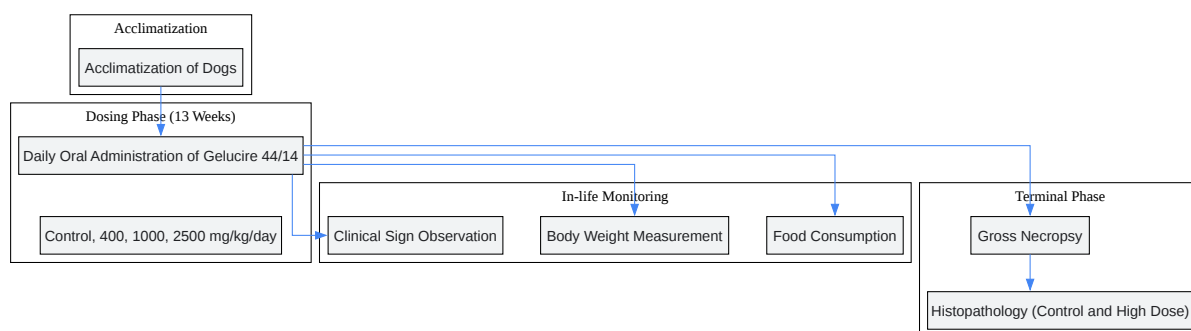 Acclimatization
Acclimatization of Dogs
Dosing Phase (13 Weeks)
Daily Oral Administration of Gelucire 44/14
Control, 400, 1000, 2500 mg/kg/day
In-life Monitoring
Clinical Sign Observation
Body Weight Measurement
Food Consumption
Terminal Phase
Gross Necropsy
Histopathology (Control and High Dose)